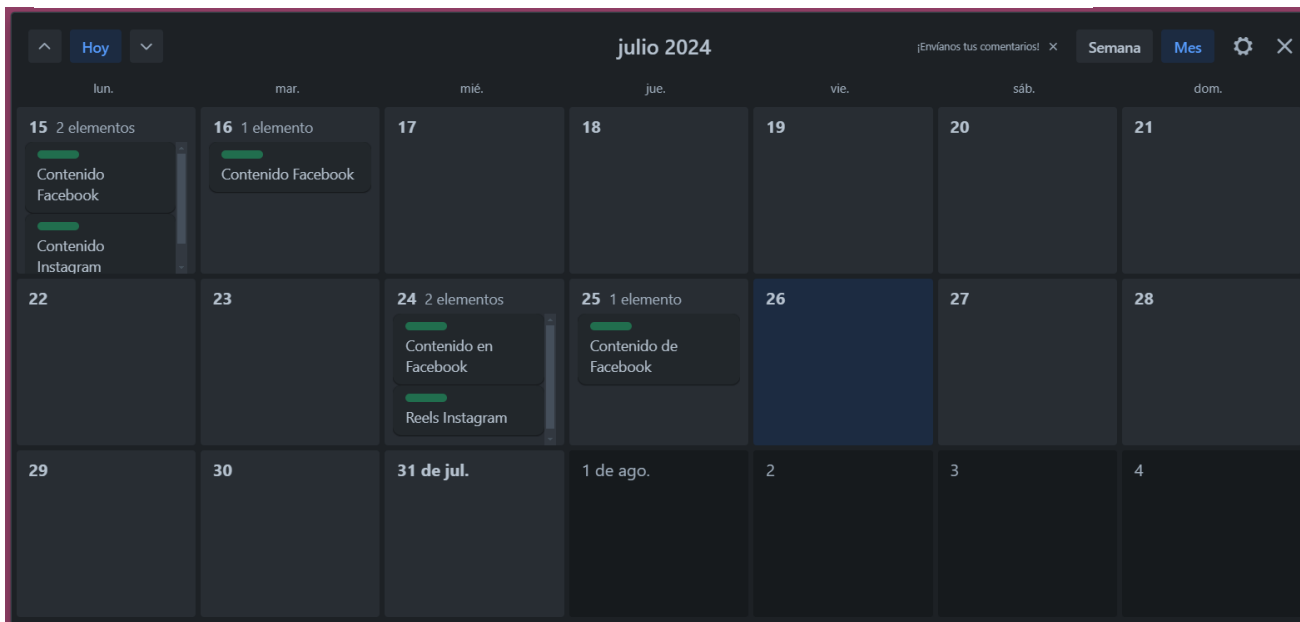 Hoy
julio 2024
¡Envíanos tus comentarios! ×
Semana
Mes
lun. mar. mié. jue. vie. sáb. dom.
15 2 elementos
Contenido
Facebook
Contenido
Instagram
16 1 elemento
Contenido Facebook
17
18
19
20
21
22
23
24 2 elementos
Contenido en
Facebook
Reels Instagram
25 1 elemento
Contenido de
Facebook
26
27
28
29
30
31 de jul.
1 de ago.
2
3
4